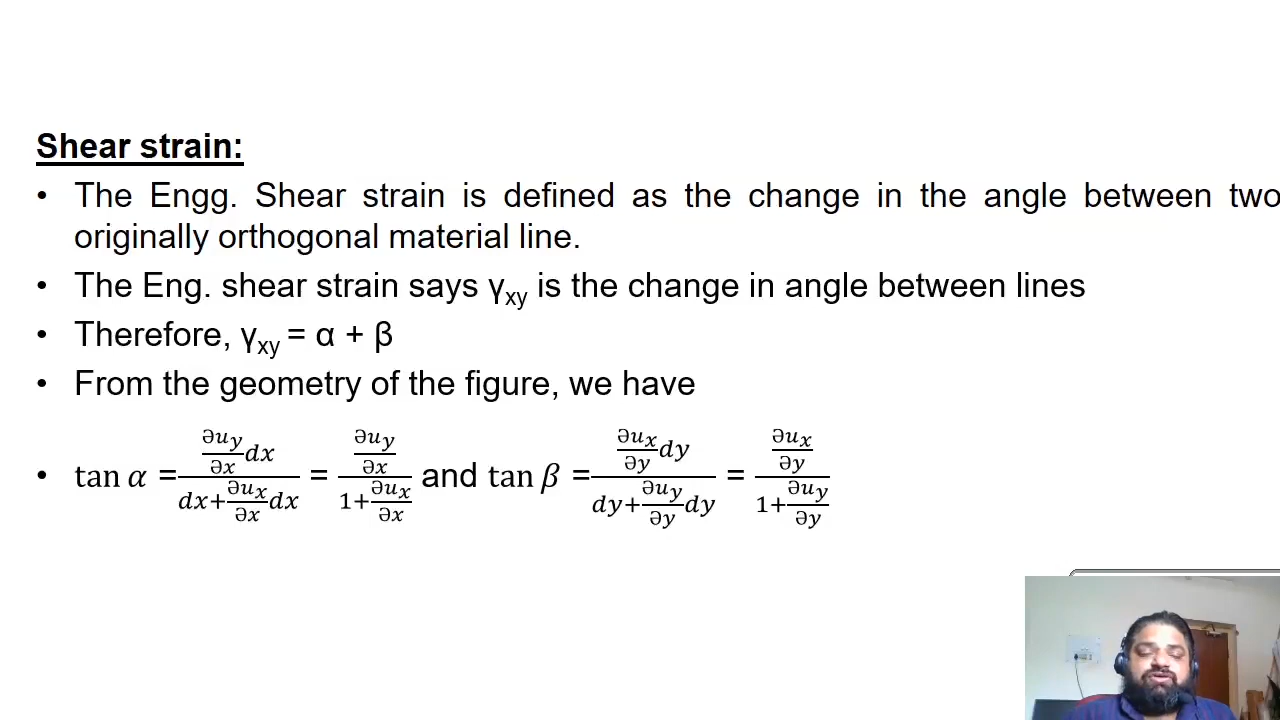 Shear strain:
• The Engg. Shear strain is defined as the change in the angle between two
originally orthogonal material line.
• The Eng. shear strain says γxy is the change in angle between lines
• Therefore, γxy = α + β
• From the geometry of the figure, we have
• tan α = (∂uy/∂x dx)/(dx+∂ux/∂x dx) = (∂uy/∂x)/(1+∂ux/∂x) and tan β = (∂ux/∂y dy)/(dy+∂uy/∂y dy) = (∂ux/∂y)/(1+∂uy/∂y)